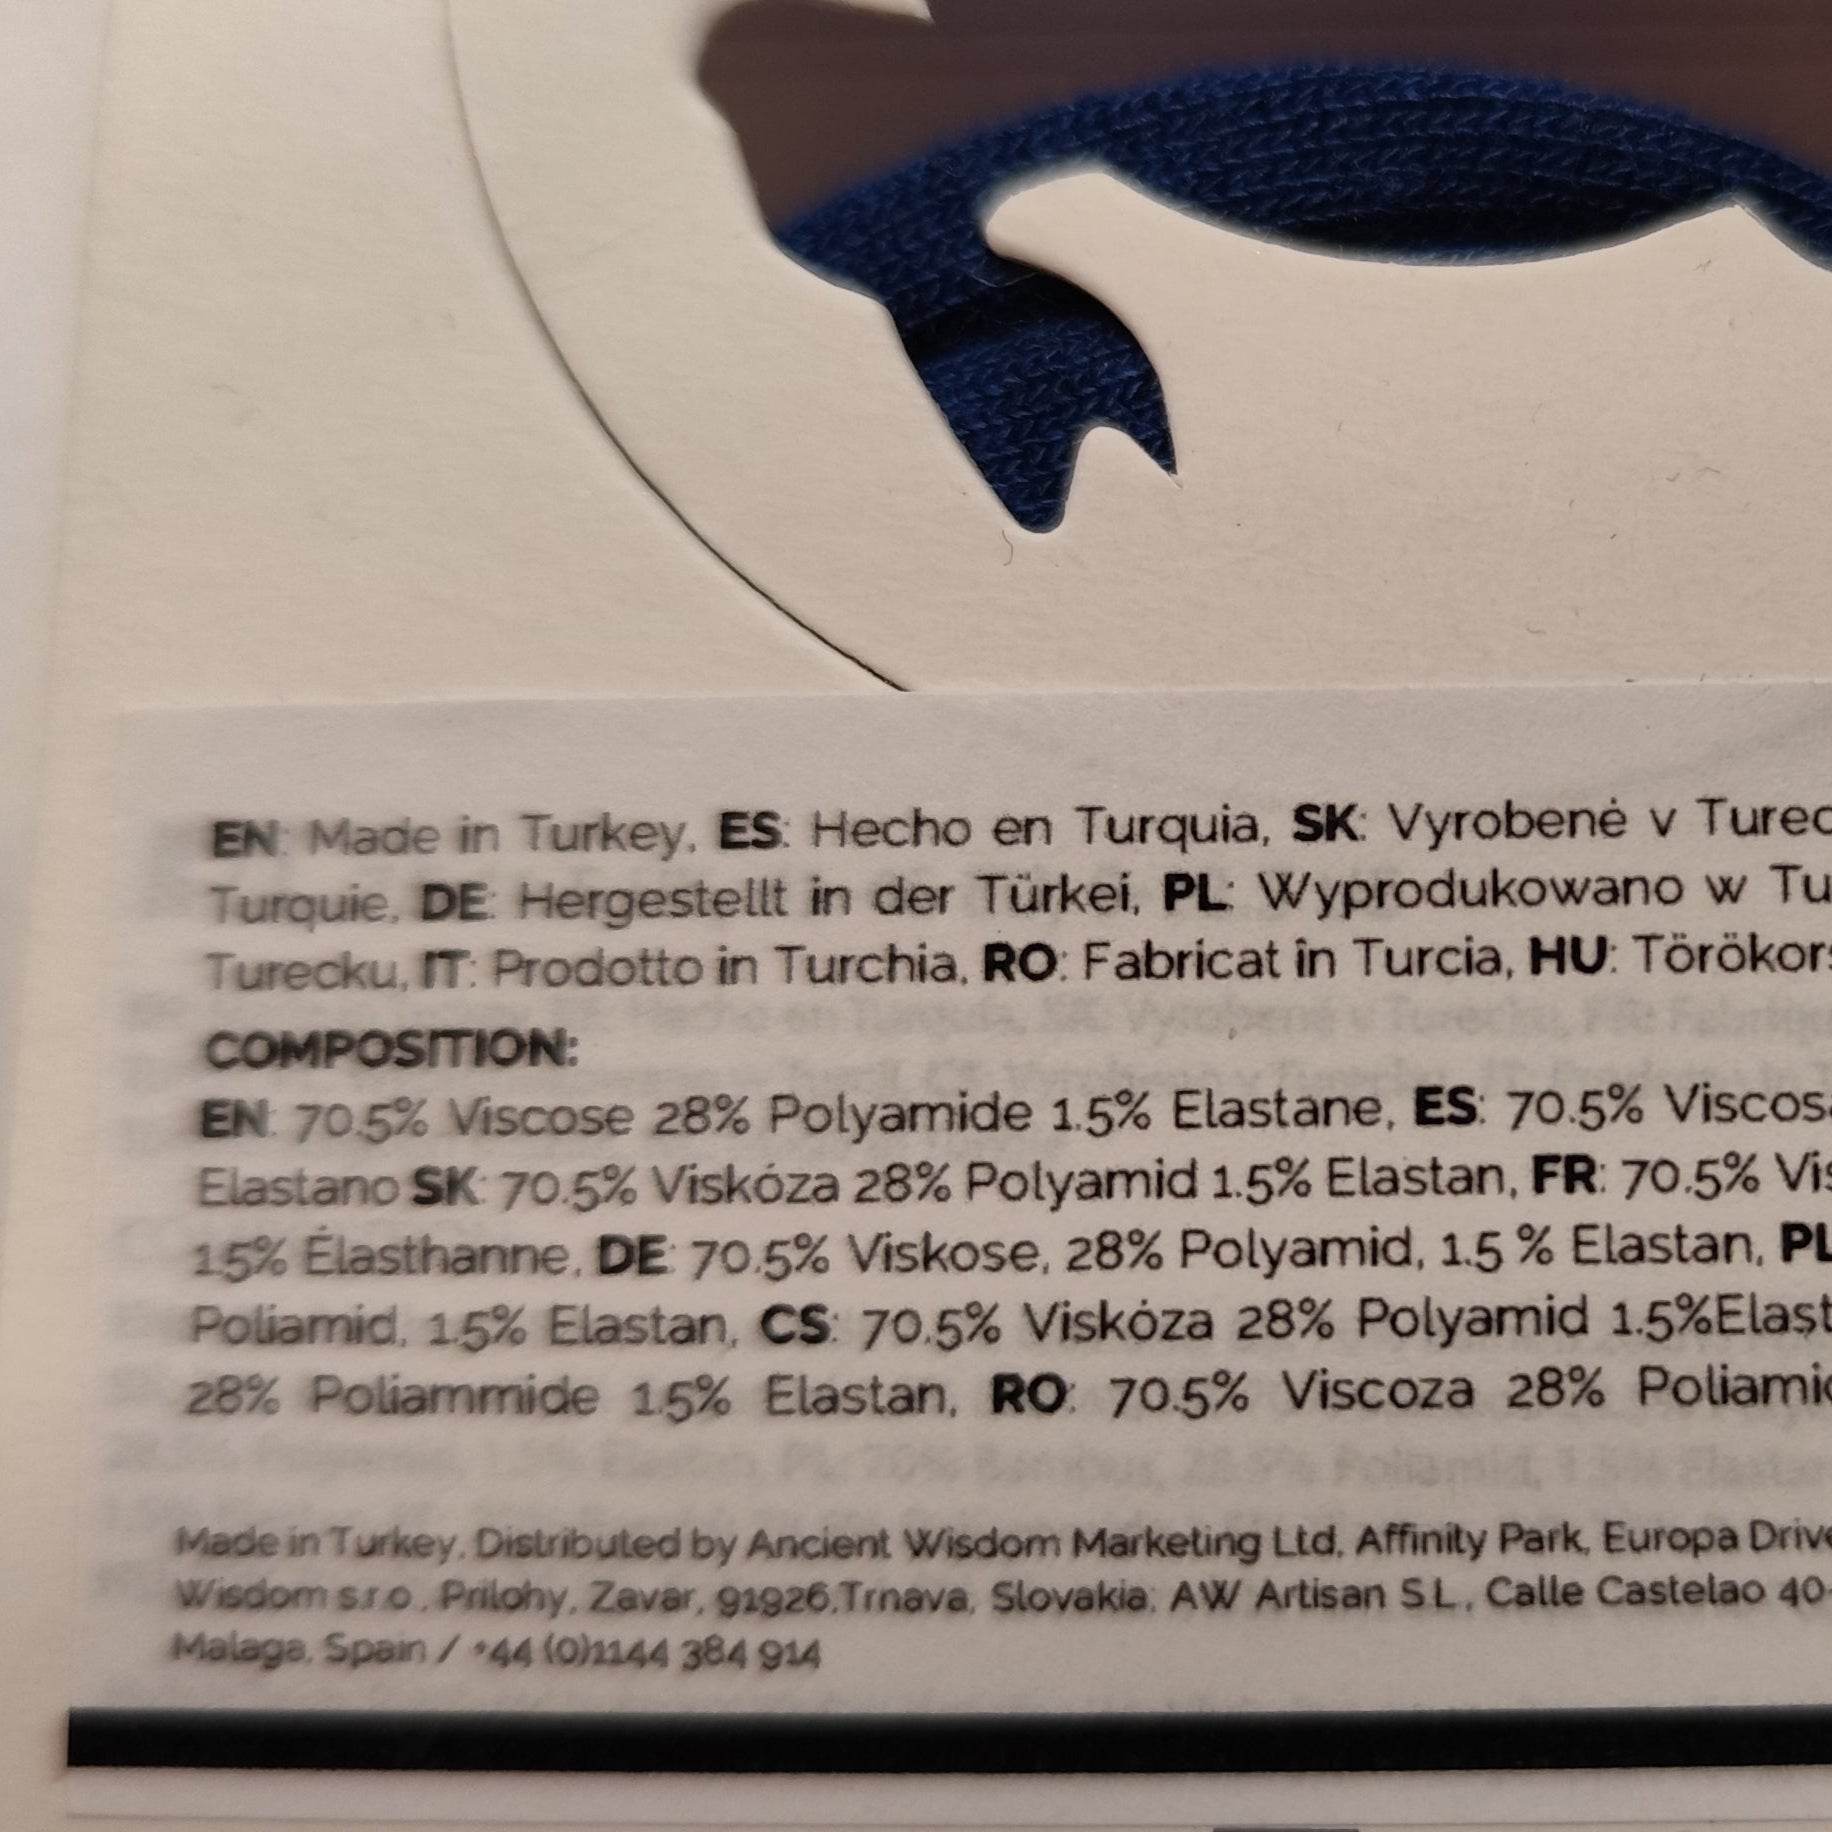 EN: Made in Turkey, ES: Hecho en Turquia, SK: Vyrobené v Turec
Turquie, DE: Hergestellt in der Türkei, PL: Wyprodukowano w Tu
Turecku, IT: Prodotto in Turchia, RO: Fabricat în Turcia, HU: Törökors
COMPOSITION:
EN: 70.5% Viscose 28% Polyamide 1.5% Elastane, ES: 70.5% Viscosa
Elastano SK: 70.5% Viskóza 28% Polyamid 1.5% Elastan, FR: 70.5% Vis
1.5% Élasthanne, DE: 70.5% Viskose, 28% Polyamid, 1.5 % Elastan, PL
Poliamid, 1.5% Elastan, CS: 70.5% Viskóza 28% Polyamid 1.5%Elast
28% Poliammide 1.5% Elastan, RO: 70.5% Viscoza 28% Poliamid
Made in Turkey. Distributed by Ancient Wisdom Marketing Ltd, Affinity Park, Europa Drive
Wisdom s.r.o., Prílohy, Zavar, 91926,Trnava, Slovakia; AW Artisan S.L., Calle Castelao 40-
Malaga, Spain / +44 (0)1144 384 914